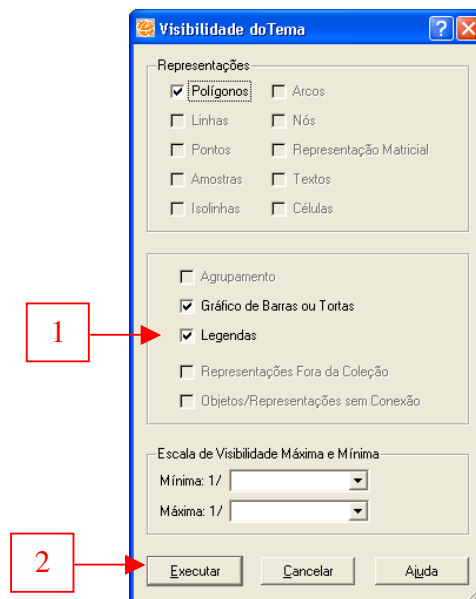 Visibilidade doTema
Representações
Polígonos Arcos
Linhas Nós
Pontos Representação Matricial
Amostras Textos
Isolinhas Células
Agrupamento
Gráfico de Barras ou Tortas
1 Legendas
Representações Fora da Coleção
Objetos/Representações sem Conexão
Escala de Visibilidade Máxima e Mínima
Mínima: 1/
Máxima: 1/
2 Executar Cancelar Ajuda